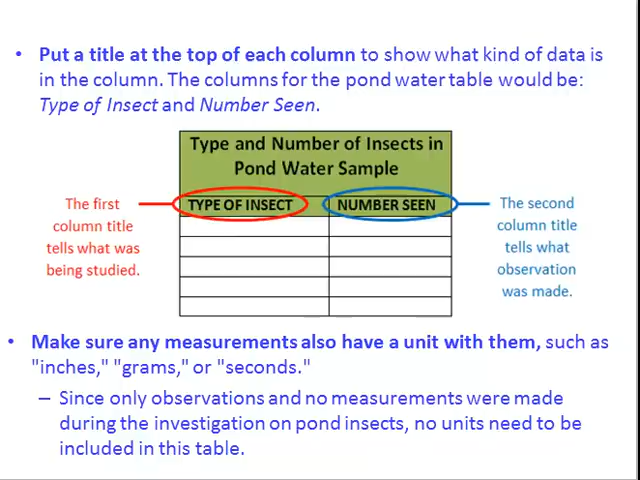 • Put a title at the top of each column to show what kind of data is
in the column. The columns for the pond water table would be:
Type of Insect and Number Seen.
Type and Number of Insects in
Pond Water Sample
TYPE OF INSECT NUMBER SEEN
The first
column title
tells what was
being studied.
The second
column title
tells what
observation
was made.
• Make sure any measurements also have a unit with them, such as
"inches," "grams," or "seconds."
– Since only observations and no measurements were made
during the investigation on pond insects, no units need to be
included in this table.